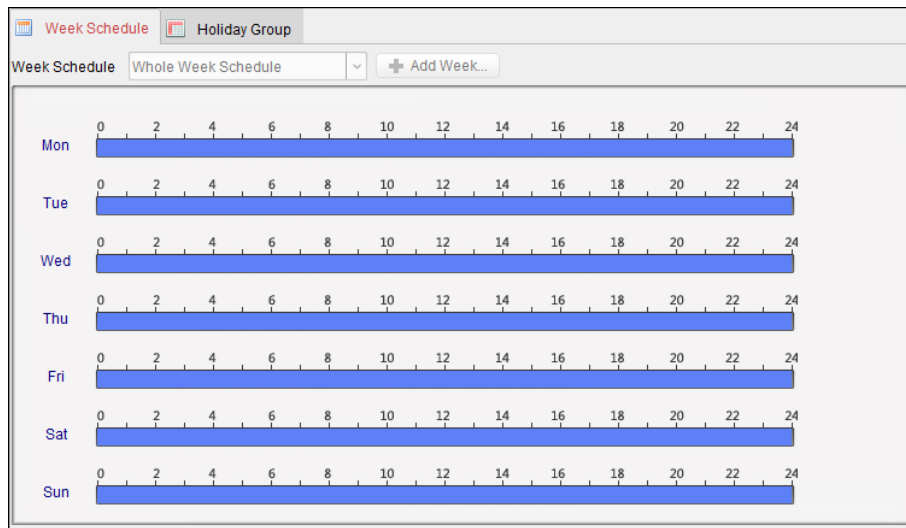 Week Schedule Holiday Group
Week Schedule Whole Week Schedule Add Week...
0 2 4 6 8 10 12 14 16 18 20 22 24
Mon
0 2 4 6 8 10 12 14 16 18 20 22 24
Tue
0 2 4 6 8 10 12 14 16 18 20 22 24
Wed
0 2 4 6 8 10 12 14 16 18 20 22 24
Thu
0 2 4 6 8 10 12 14 16 18 20 22 24
Fri
0 2 4 6 8 10 12 14 16 18 20 22 24
Sat
0 2 4 6 8 10 12 14 16 18 20 22 24
Sun